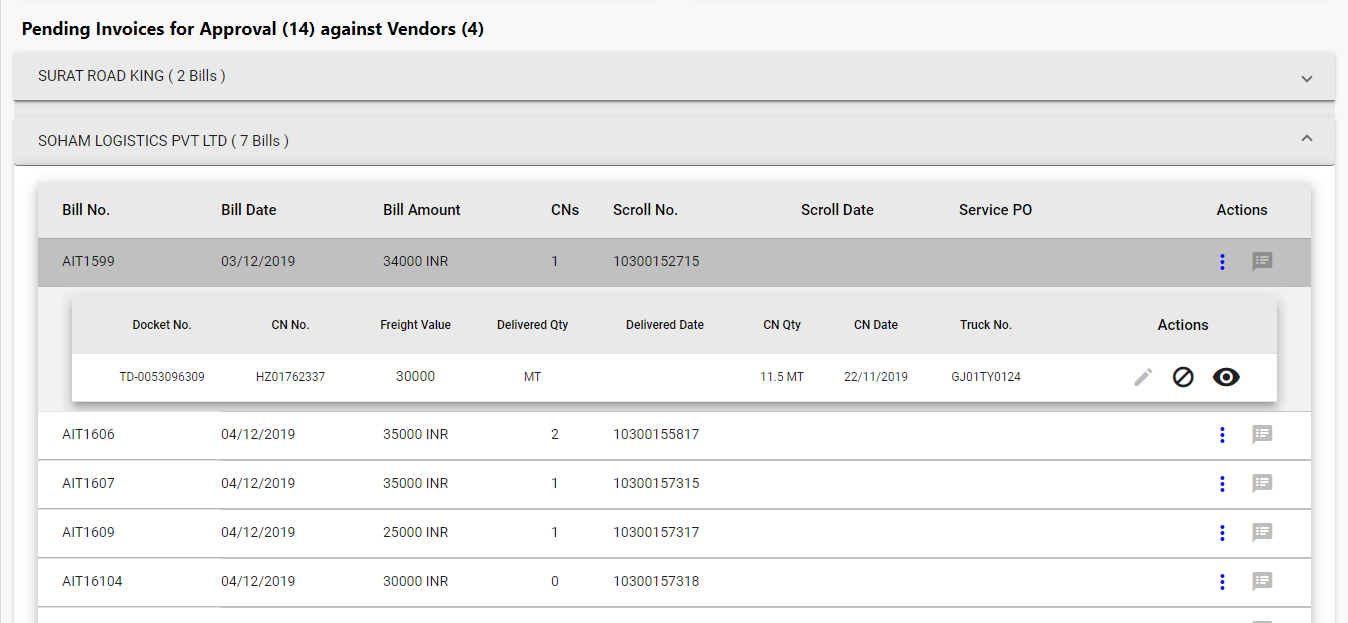 Pending Invoices for Approval (14) against Vendors (4)
SURAT ROAD KING ( 2 Bills )
SOHAM LOGISTICS PVT LTD ( 7 Bills )
Bill No. Bill Date Bill Amount CNs Scroll No. Scroll Date Service PO Actions
AIT1599 03/12/2019 34000 INR 1 10300152715
Docket No. CN No. Freight Value Delivered Qty Delivered Date CN Qty CN Date Truck No. Actions
TD-0053096309 HZ01762337 30000 MT 11.5 MT 22/11/2019 GJ01TY0124
AIT1606 04/12/2019 35000 INR 2 10300155817
AIT1607 04/12/2019 35000 INR 1 10300157315
AIT1609 04/12/2019 25000 INR 1 10300157317
AIT16104 04/12/2019 30000 INR 0 10300157318